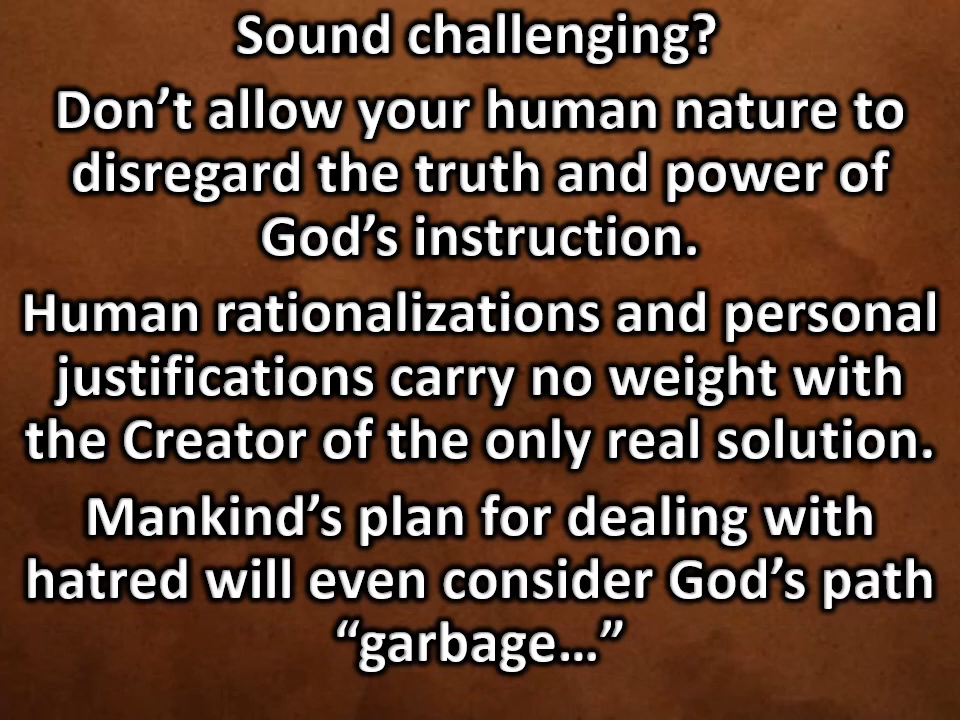 Sound challenging?
Don’t allow your human nature to
disregard the truth and power of
God’s instruction.
Human rationalizations and personal
justifications carry no weight with
the Creator of the only real solution.
Mankind’s plan for dealing with
hatred will even consider God’s path
“garbage…”